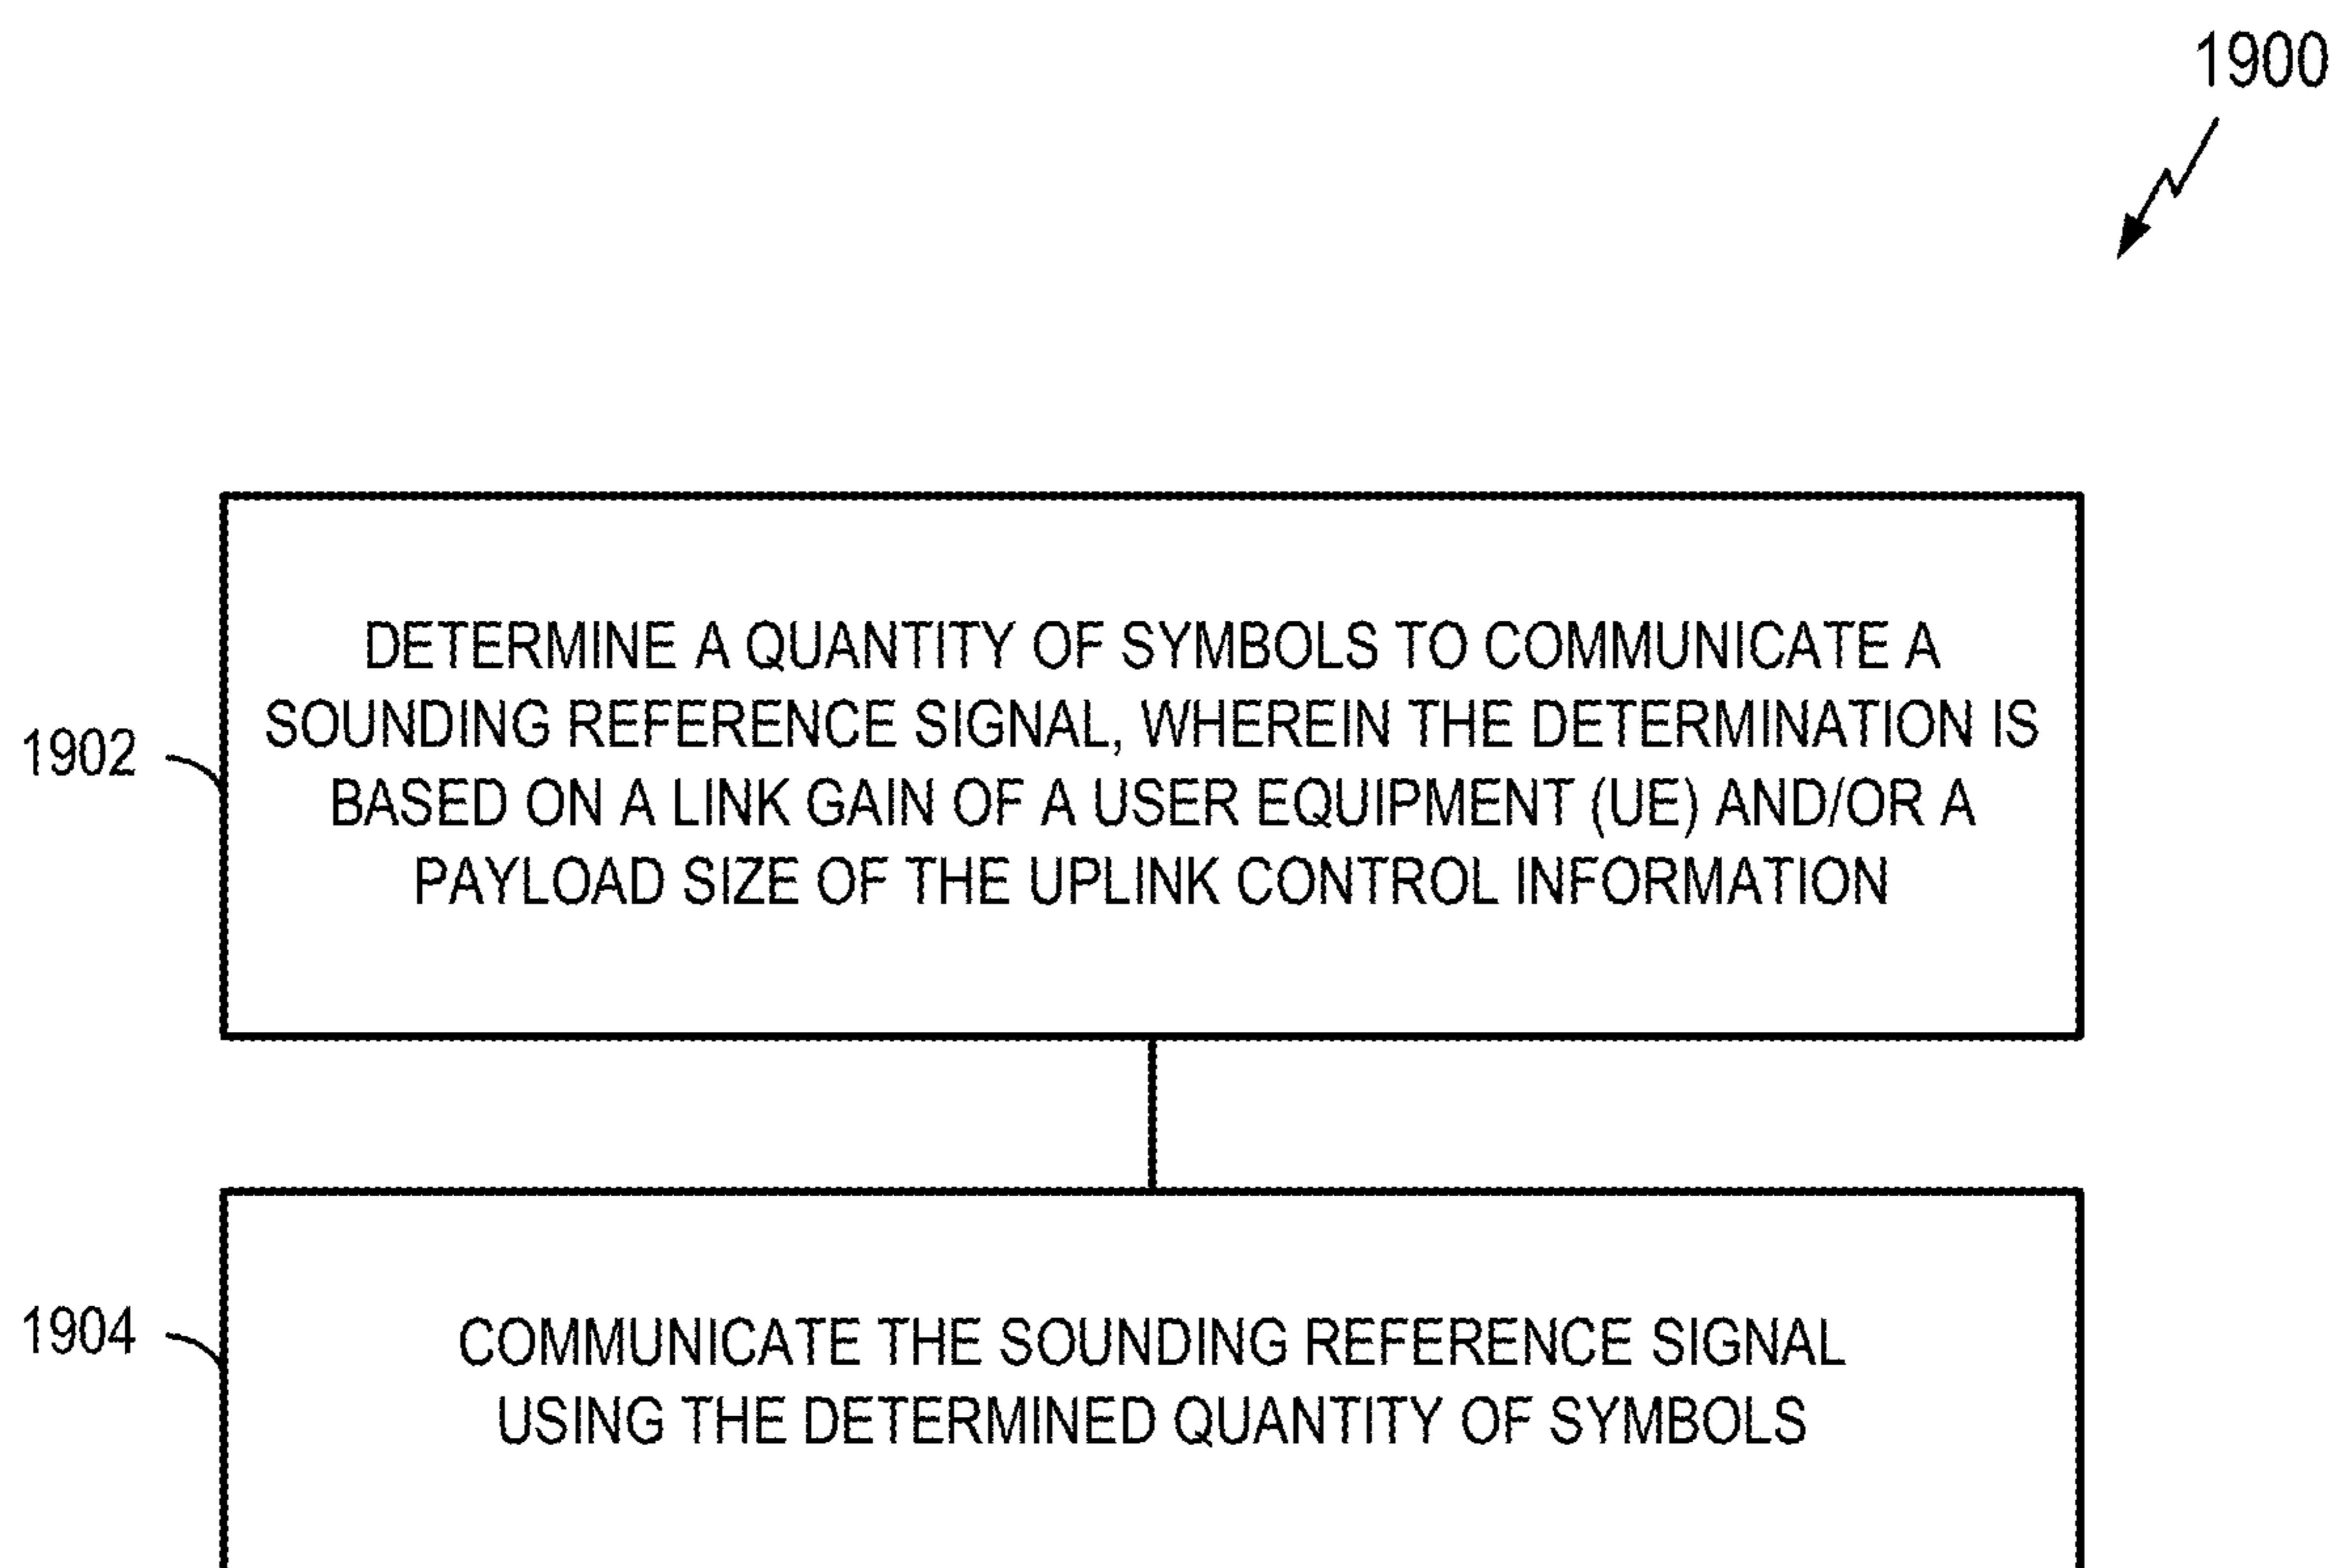 1900
DETERMINE A QUANTITY OF SYMBOLS TO COMMUNICATE A
SOUNDING REFERENCE SIGNAL, WHEREIN THE DETERMINATION IS
BASED ON A LINK GAIN OF A USER EQUIPMENT (UE) AND/OR A
PAYLOAD SIZE OF THE UPLINK CONTROL INFORMATION
1902
COMMUNICATE THE SOUNDING REFERENCE SIGNAL
USING THE DETERMINED QUANTITY OF SYMBOLS
1904